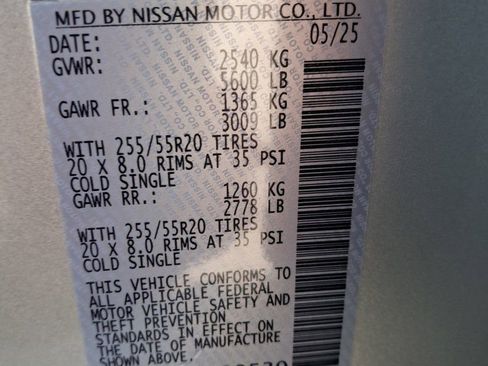 MFD BY NISSAN MOTOR CO., LTD.
DATE: 05/25
GVWR: 2540 KG
5600 LB
GAWR FR.: 1365 KG
3009 LB
WITH 255/55R20 TIRES
20 X 8.0 RIMS AT 35 PSI
COLD SINGLE
GAWR RR.: 1260 KG
2778 LB
WITH 255/55R20 TIRES
20 X 8.0 RIMS AT 35 PSI
COLD SINGLE
THIS VEHICLE CONFORMS TO
ALL APPLICABLE FEDERAL
MOTOR VEHICLE SAFETY AND
THEFT PREVENTION
STANDARDS IN EFFECT ON
THE DATE OF MANUFACTURE
SHOWN ABOVE.